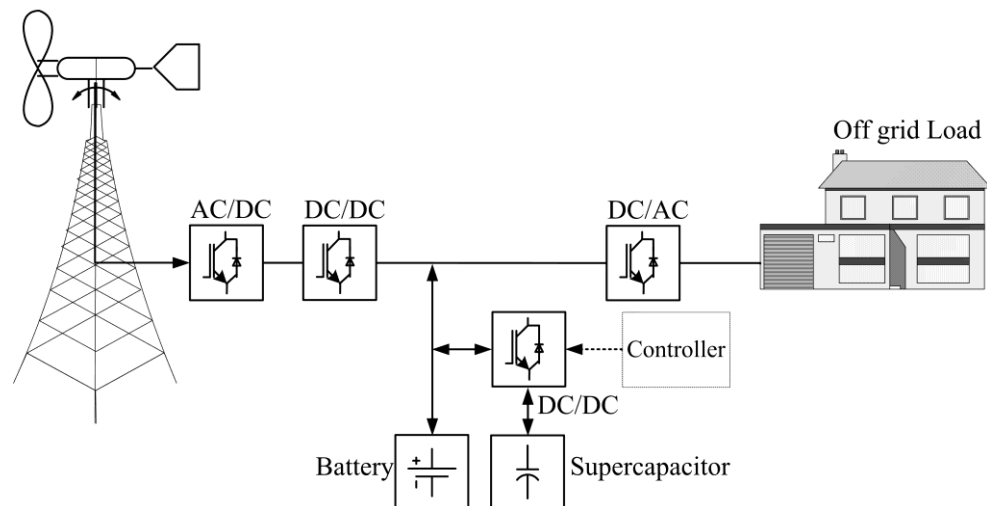 Off grid Load
AC/DC
DC/DC
DC/AC
Controller
DC/DC
Battery
Supercapacitor